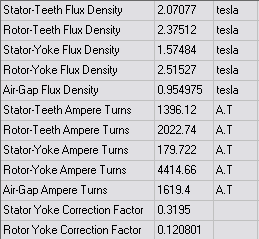 Stator-Teeth Flux Density 2.07077 tesla
Rotor-Teeth Flux Density 2.37512 tesla
Stator-Yoke Flux Density 1.57484 tesla
Rotor-Yoke Flux Density 2.51527 tesla
Air-Gap Flux Density 0.954975 tesla
Stator-Teeth Ampere Turns 1396.12 A.T
Rotor-Teeth Ampere Turns 2022.74 A.T
Stator-Yoke Ampere Turns 179.722 A.T
Rotor-Yoke Ampere Turns 4414.66 A.T
Air-Gap Ampere Turns 1619.4 A.T
Stator Yoke Correction Factor 0.3195
Rotor Yoke Correction Factor 0.120801